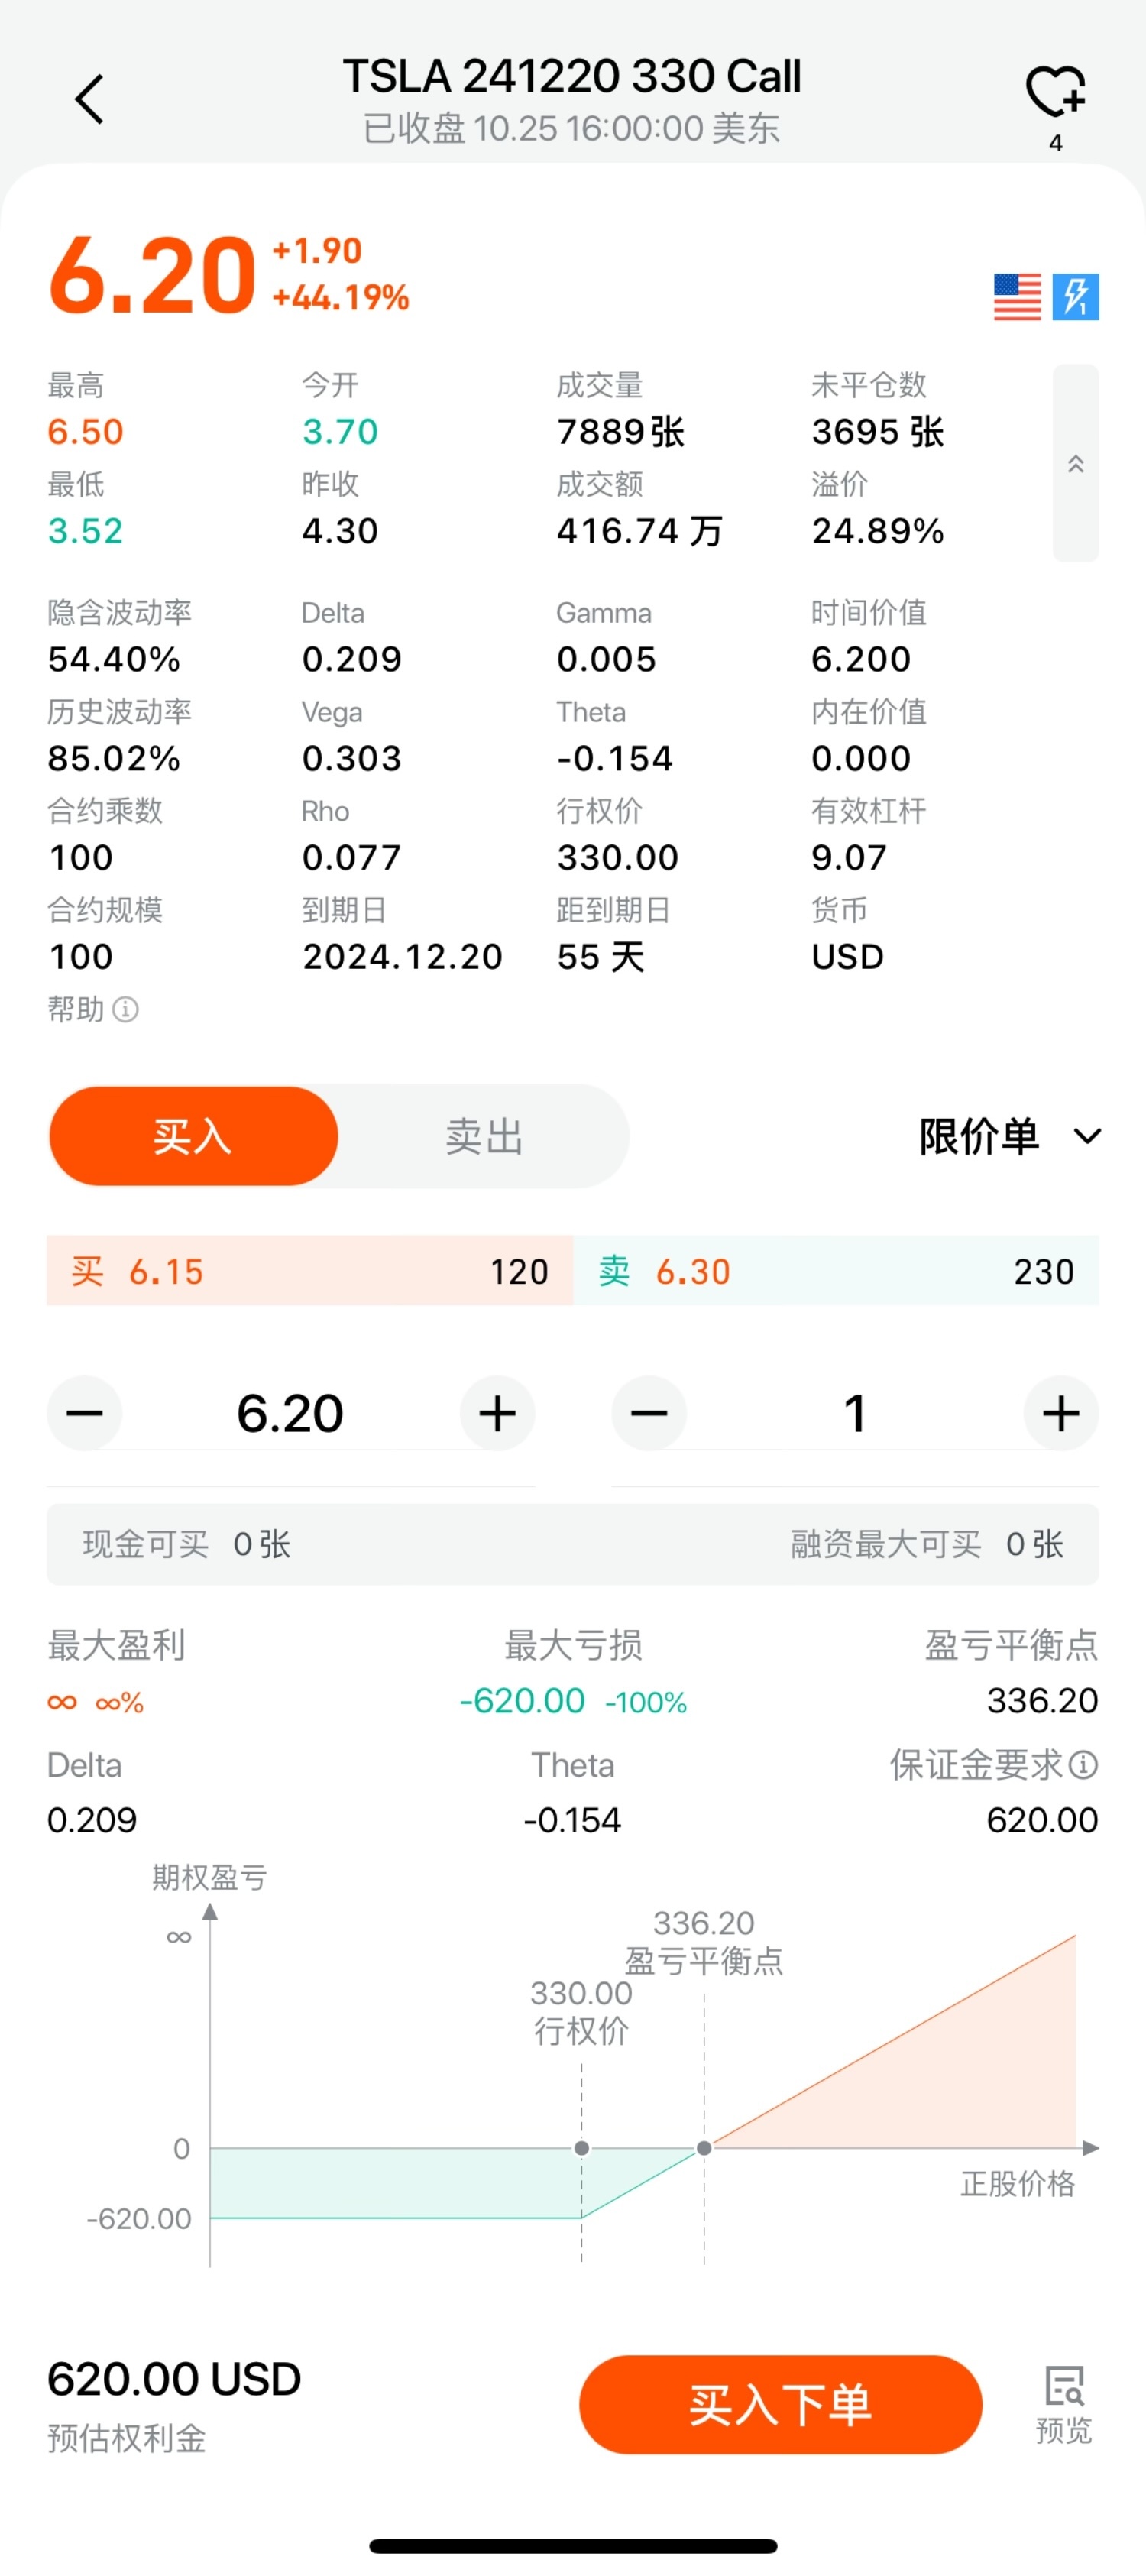 TSLA 241220 330 Call
已收盘 10.25 16:00:00 美东
4
6.20 +1.90
+44.19%
1
最高 今开 成交量 未平仓数
6.50 3.70 7889张 3695 张
最低 昨收 成交额 溢价
3.52 4.30 416.74 万 24.89%
隐含波动率 Delta Gamma 时间价值
54.40% 0.209 0.005 6.200
历史波动率 Vega Theta 内在价值
85.02% 0.303 -0.154 0.000
合约乘数 Rho 行权价 有效杠杆
100 0.077 330.00 9.07
合约规模 到期日 距到期日 货币
100 2024.12.20 55 天 USD
帮助
买入 卖出 限价单
买 6.15 120 卖 6.30 230
6.20 1
现金可买 0 张 融资最大可买 0 张
最大盈利 最大亏损 盈亏平衡点
∞ ∞% -620.00 -100% 336.20
Delta Theta 保证金要求
0.209 -0.154 620.00
期权盈亏
∞
336.20
盈亏平衡点
330.00
行权价
0
正股价格
-620.00
620.00 USD
预估权利金
买入下单
预览